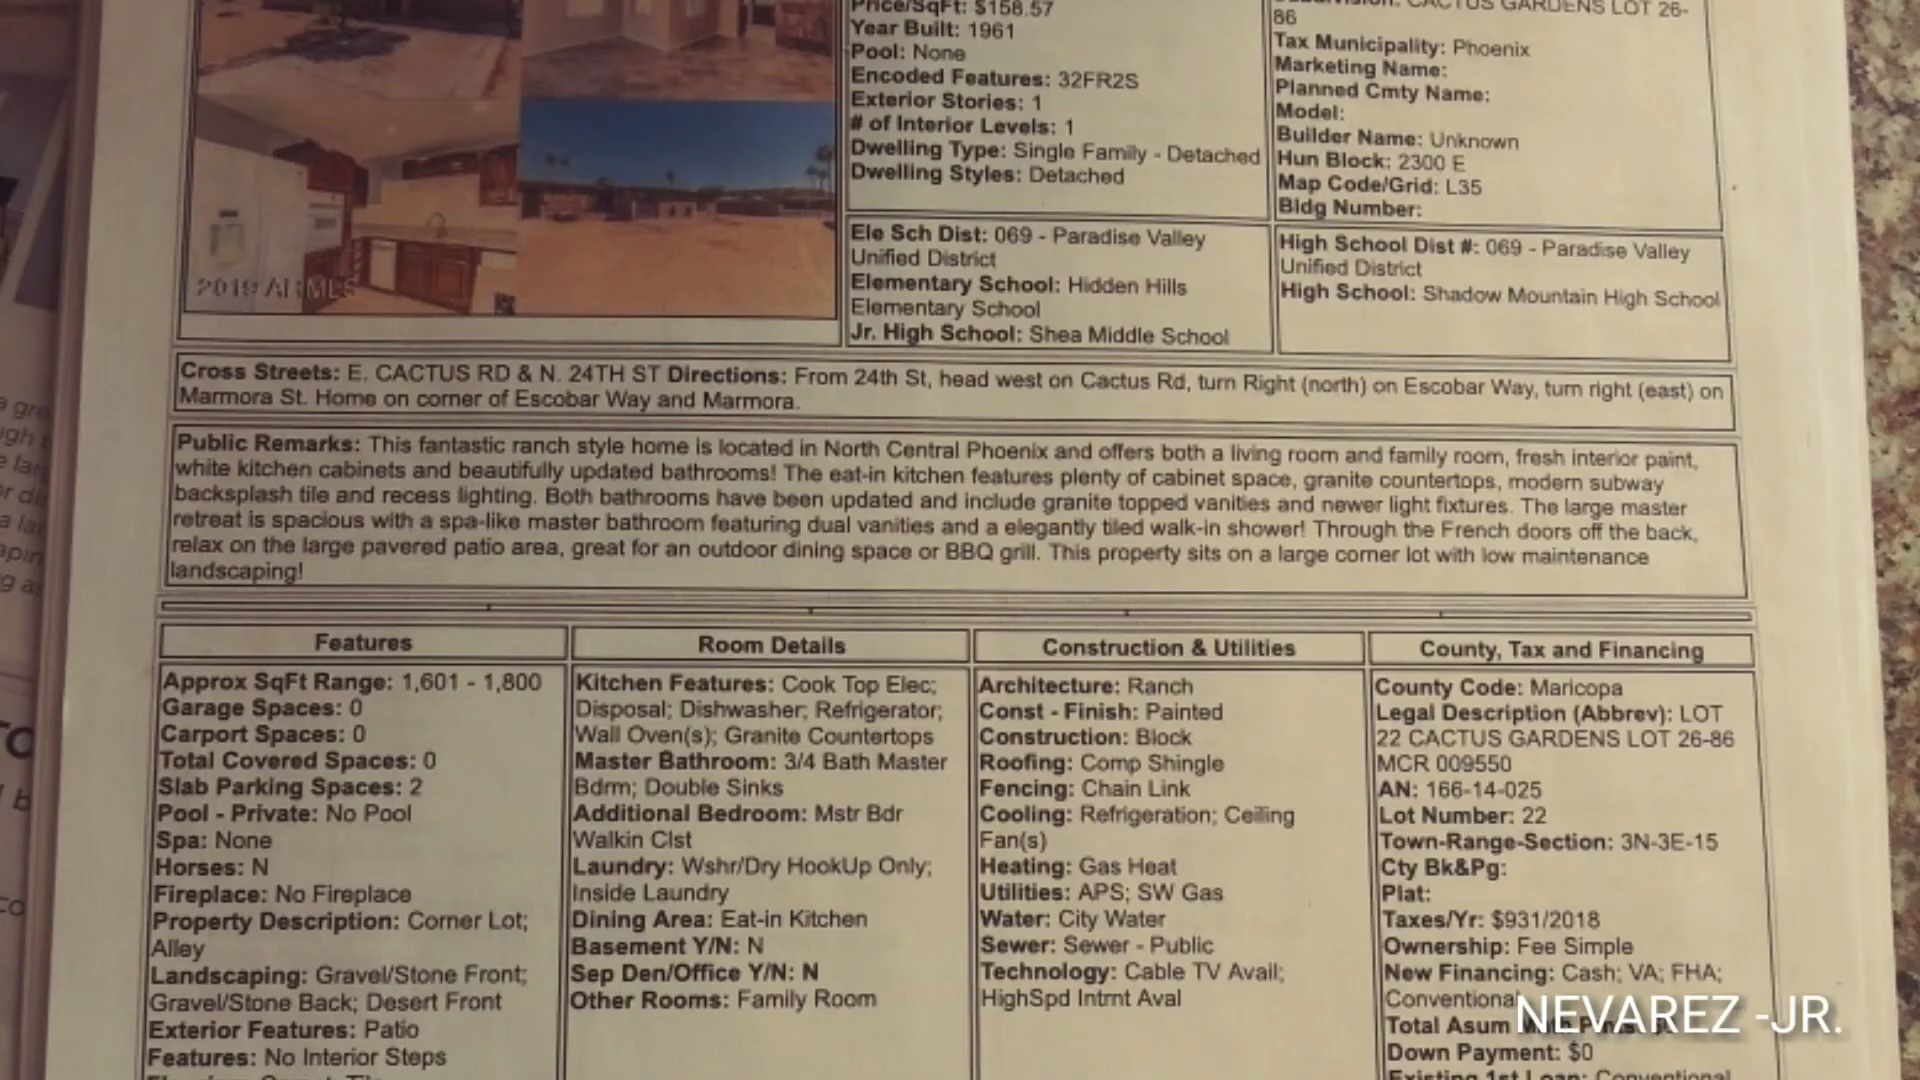 Price/SqFt: $158.57
Year Built: 1961
Pool: None
Encoded Features: 32FR2S
Exterior Stories: 1
# of Interior Levels: 1
Dwelling Type: Single Family - Detached
Dwelling Styles: Detached
CACTUS GARDENS LOT 26-
86
Tax Municipality: Phoenix
Marketing Name:
Planned Cmty Name:
Model:
Builder Name: Unknown
Hun Block: 2300 E
Map Code/Grid: L35
Bldg Number:
2019 ARMLS
Ele Sch Dist: 069 - Paradise Valley
Unified District
Elementary School: Hidden Hills
Elementary School
Jr. High School: Shea Middle School
High School Dist #: 069 - Paradise Valley
Unified District
High School: Shadow Mountain High School
Cross Streets: E. CACTUS RD & N. 24TH ST Directions: From 24th St, head west on Cactus Rd, turn Right (north) on Escobar Way, turn right (east) on
Marmora St. Home on corner of Escobar Way and Marmora.
Public Remarks: This fantastic ranch style home is located in North Central Phoenix and offers both a living room and family room, fresh interior paint,
white kitchen cabinets and beautifully updated bathrooms! The eat-in kitchen features plenty of cabinet space, granite countertops, modern subway
backsplash tile and recess lighting. Both bathrooms have been updated and include granite topped vanities and newer light fixtures. The large master
retreat is spacious with a spa-like master bathroom featuring dual vanities and a elegantly tiled walk-in shower! Through the French doors off the back,
relax on the large pavered patio area, great for an outdoor dining space or BBQ grill. This property sits on a large corner lot with low maintenance
landscaping!
Features
Approx SqFt Range: 1,601 - 1,800
Garage Spaces: 0
Carport Spaces: 0
Total Covered Spaces: 0
Slab Parking Spaces: 2
Pool - Private: No Pool
Spa: None
Horses: N
Fireplace: No Fireplace
Property Description: Corner Lot;
Alley
Landscaping: Gravel/Stone Front;
Gravel/Stone Back; Desert Front
Exterior Features: Patio
Features: No Interior Steps
Room Details
Kitchen Features: Cook Top Elec;
Disposal; Dishwasher; Refrigerator;
Wall Oven(s); Granite Countertops
Master Bathroom: 3/4 Bath Master
Bdrm; Double Sinks
Additional Bedroom: Mstr Bdr
Walkin Clst
Laundry: Wshr/Dry HookUp Only;
Inside Laundry
Dining Area: Eat-in Kitchen
Basement Y/N: N
Sep Den/Office Y/N: N
Other Rooms: Family Room
Construction & Utilities
Architecture: Ranch
Const - Finish: Painted
Construction: Block
Roofing: Comp Shingle
Fencing: Chain Link
Cooling: Refrigeration; Ceiling
Fan(s)
Heating: Gas Heat
Utilities: APS; SW Gas
Water: City Water
Sewer: Sewer - Public
Technology: Cable TV Avail;
HighSpd Intrnt Aval
County, Tax and Financing
County Code: Maricopa
Legal Description (Abbrev): LOT
22 CACTUS GARDENS LOT 26-86
MCR 009550
AN: 166-14-025
Lot Number: 22
Town-Range-Section: 3N-3E-15
Cty Bk&Pg:
Plat:
Taxes/Yr: $931/2018
Ownership: Fee Simple
New Financing: Cash; VA; FHA;
Conventional
Total Asum
Down Payment: $0
Existing 1st Loan: Conventional
NEVAREZ -JR.